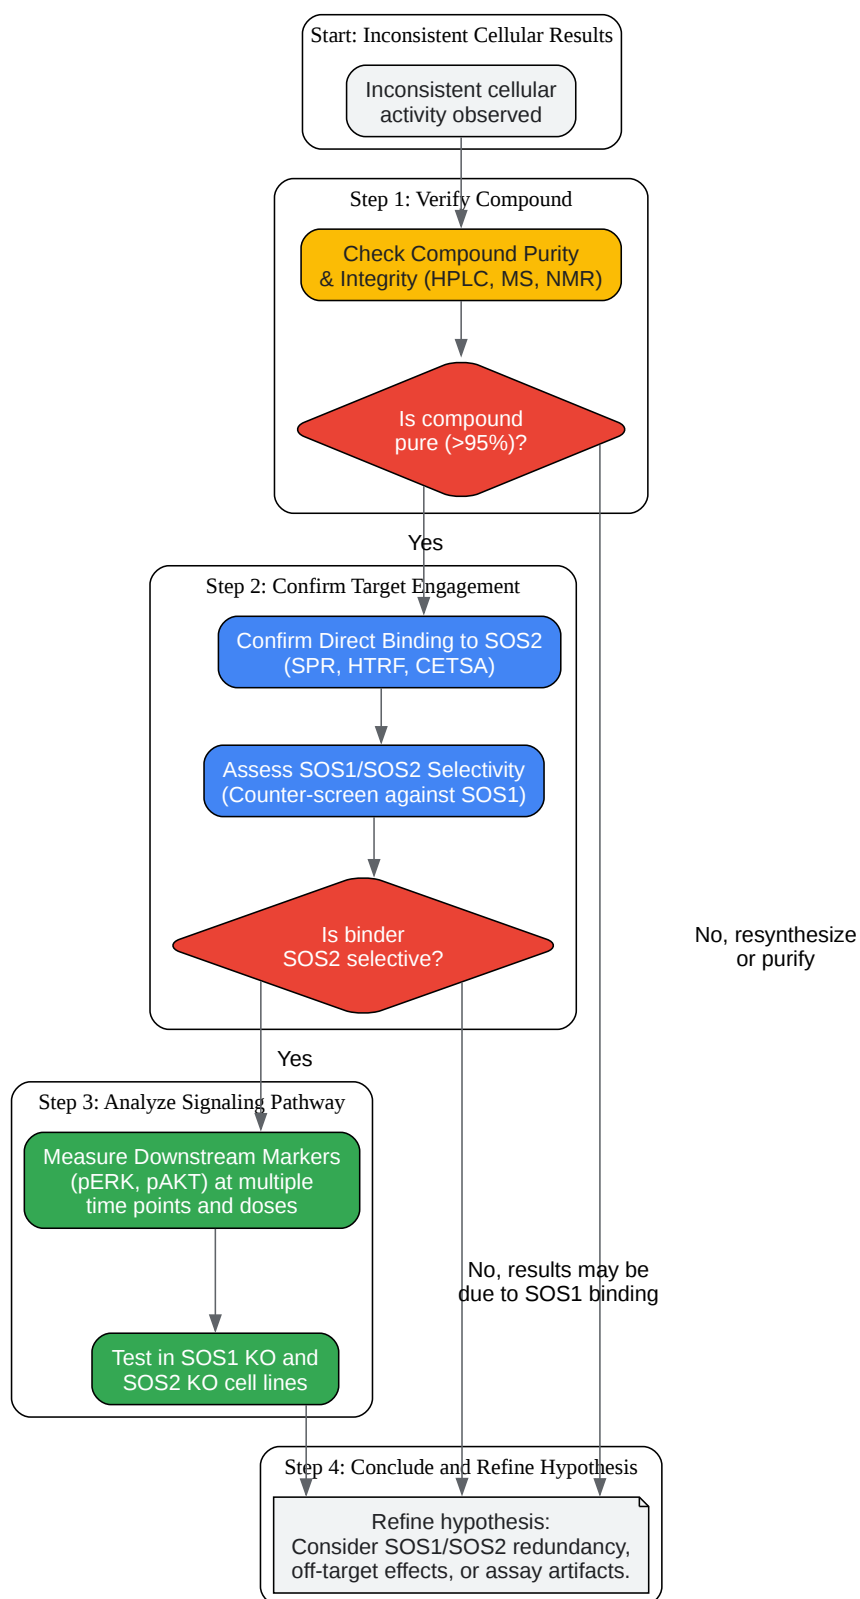 Start: Inconsistent Cellular Results
Inconsistent cellular
activity observed
Step 1: Verify Compound
Check Compound Purity
& Integrity (HPLC, MS, NMR)
Is compound
pure (>95%)?
Yes
Step 2: Confirm Target Engagement
Confirm Direct Binding to SOS2
(SPR, HTRF, CETSA)
Assess SOS1/SOS2 Selectivity
(Counter-screen against SOS1)
Is binder
SOS2 selective?
No, resynthesize
or purify
Yes
Step 3: Analyze Signaling Pathway
Measure Downstream Markers
(pERK, pAKT) at multiple
time points and doses
No, results may be
due to SOS1 binding
Test in SOS1 KO and
SOS2 KO cell lines
Step 4: Conclude and Refine Hypothesis
Refine hypothesis:
Consider SOS1/SOS2 redundancy,
off-target effects, or assay artifacts.